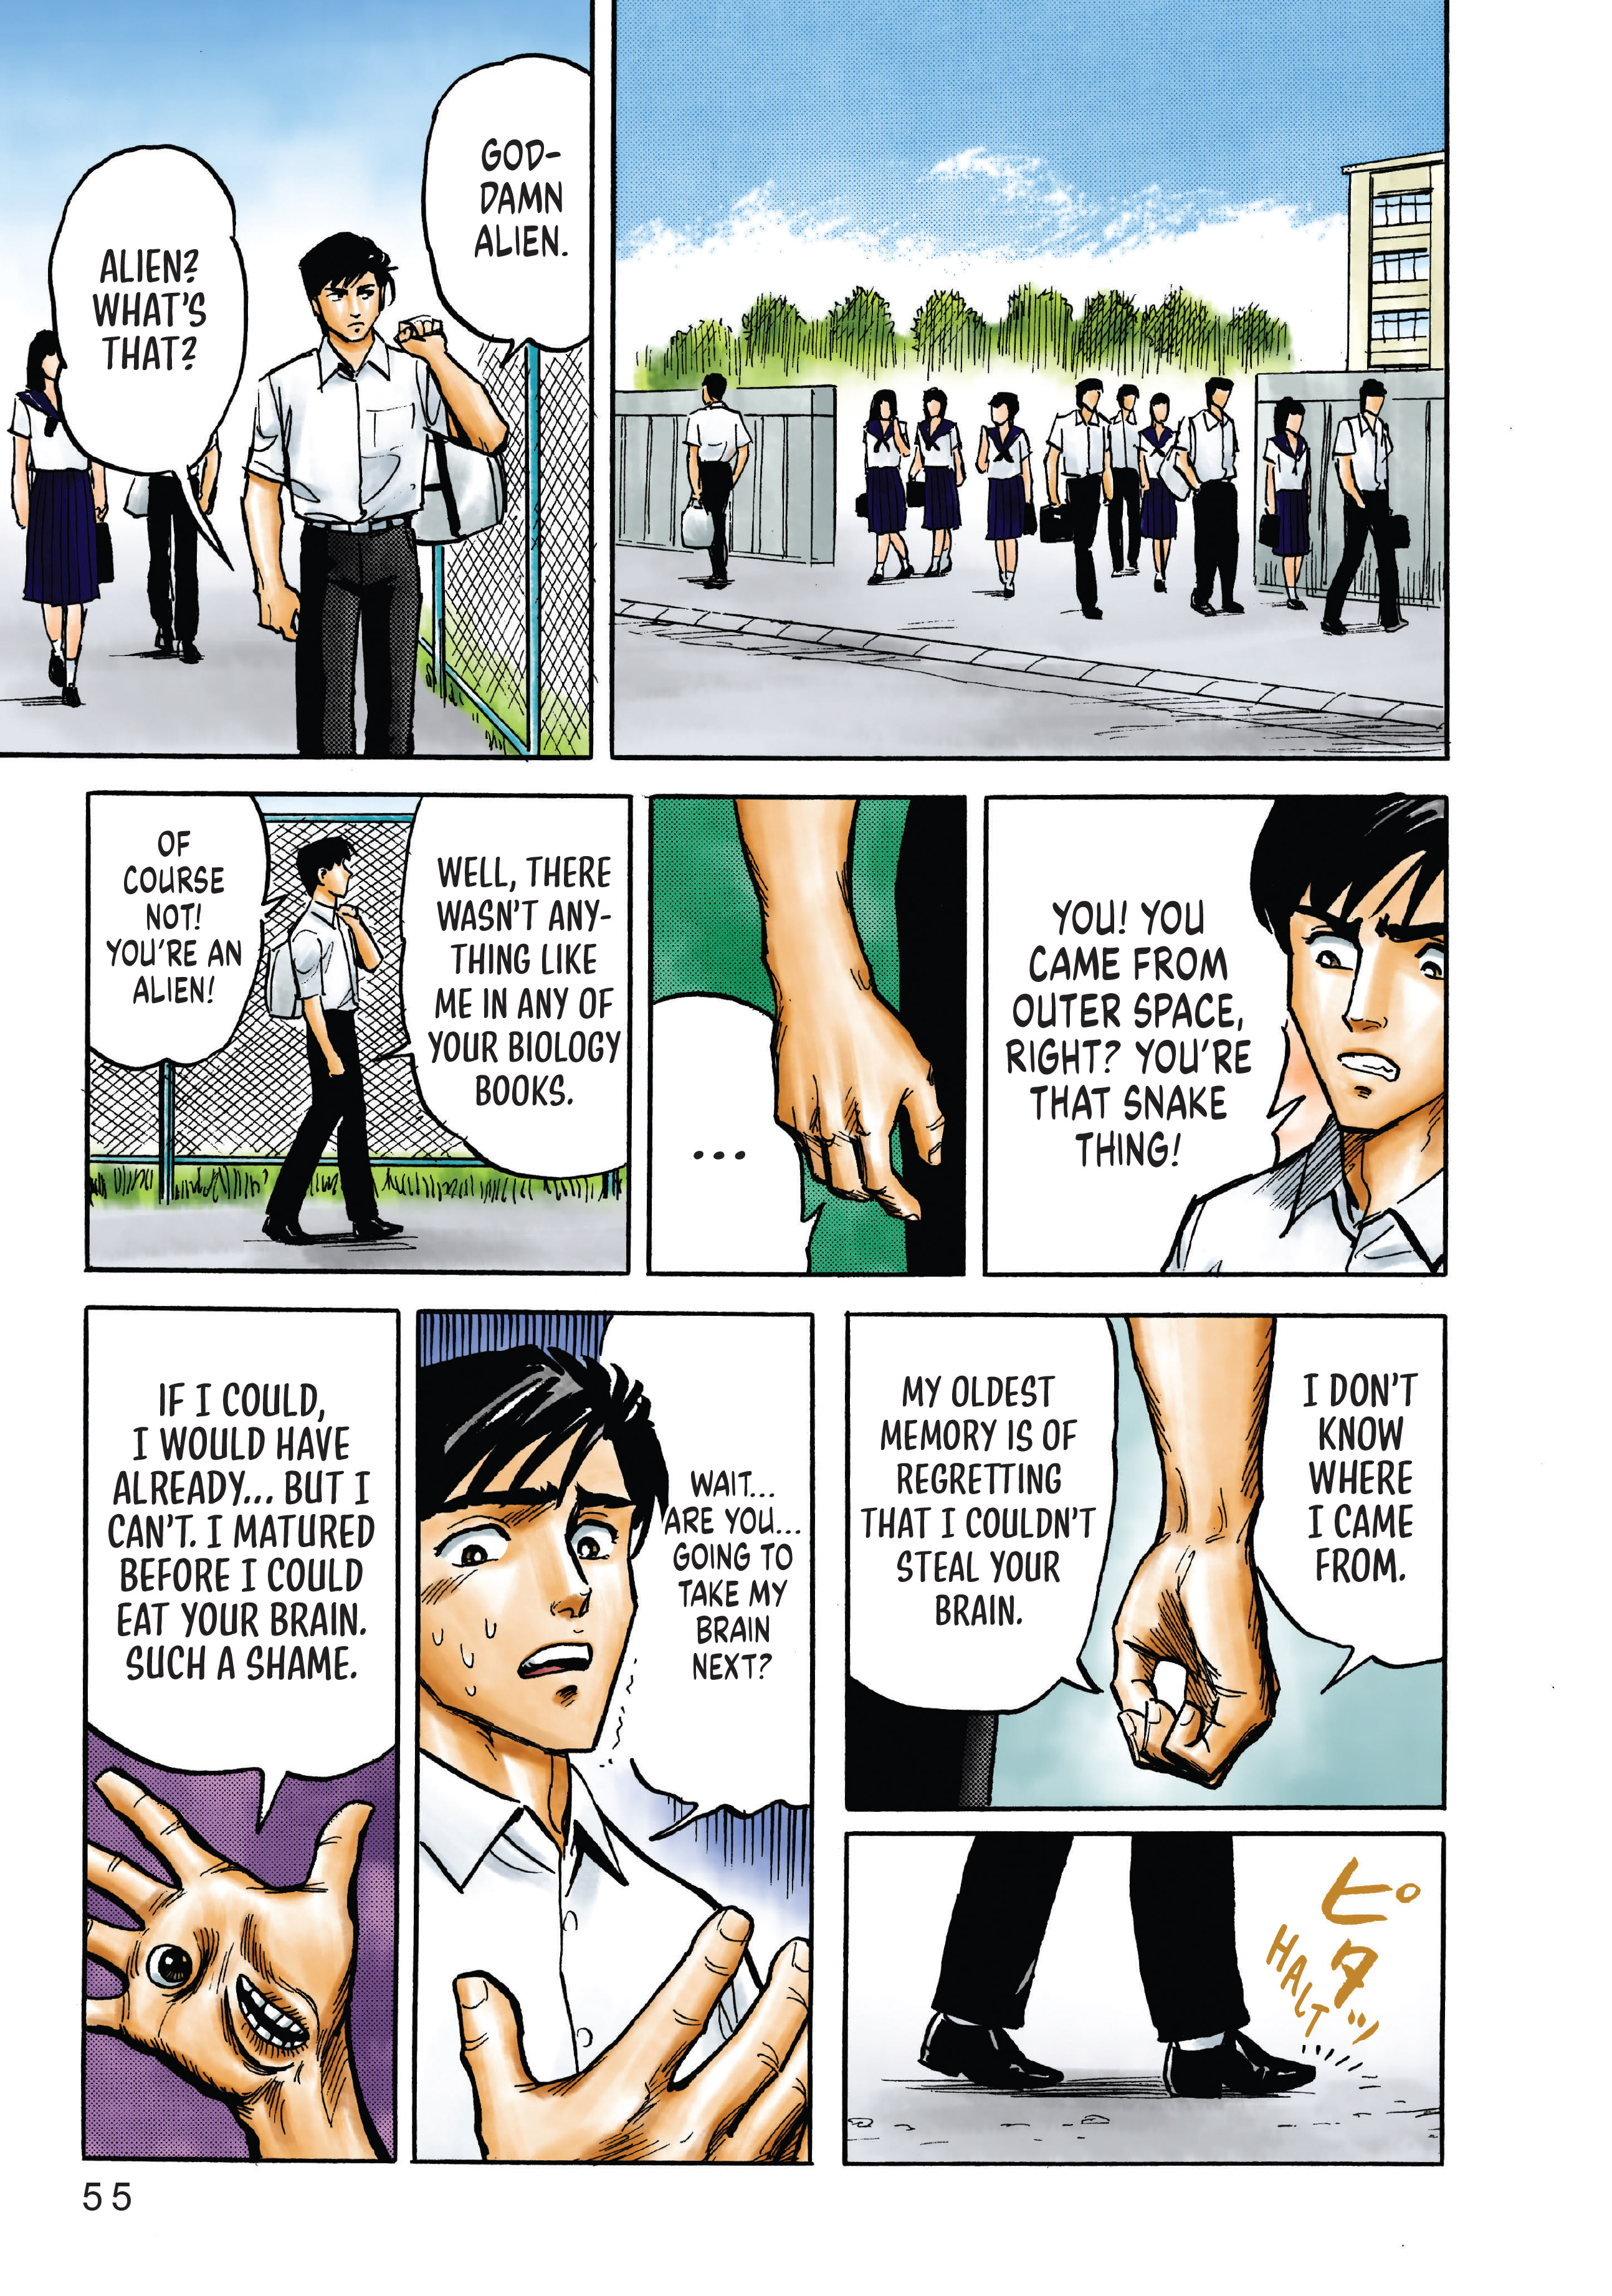 GOD-
DAMN
ALIEN.
ALIEN?
WHAT'S
THAT?
YOU! YOU
CAME FROM
OUTER SPACE,
RIGHT? YOU'RE
THAT SNAKE
THING!
...
WELL, THERE
WASN'T ANY-
THING LIKE
ME IN ANY OF
YOUR BIOLOGY
BOOKS.
OF
COURSE
NOT!
YOU'RE AN
ALIEN!
I DON'T
KNOW
WHERE
I CAME
FROM.
MY OLDEST
MEMORY IS OF
REGRETTING
THAT I COULDN'T
STEAL YOUR
BRAIN.
ピタッ
HALT
WAIT...
ARE YOU...
GOING TO
TAKE MY
BRAIN
NEXT?
IF I COULD,
I WOULD HAVE
ALREADY... BUT I
CAN'T. I MATURED
BEFORE I COULD
EAT YOUR BRAIN.
SUCH A SHAME.
55